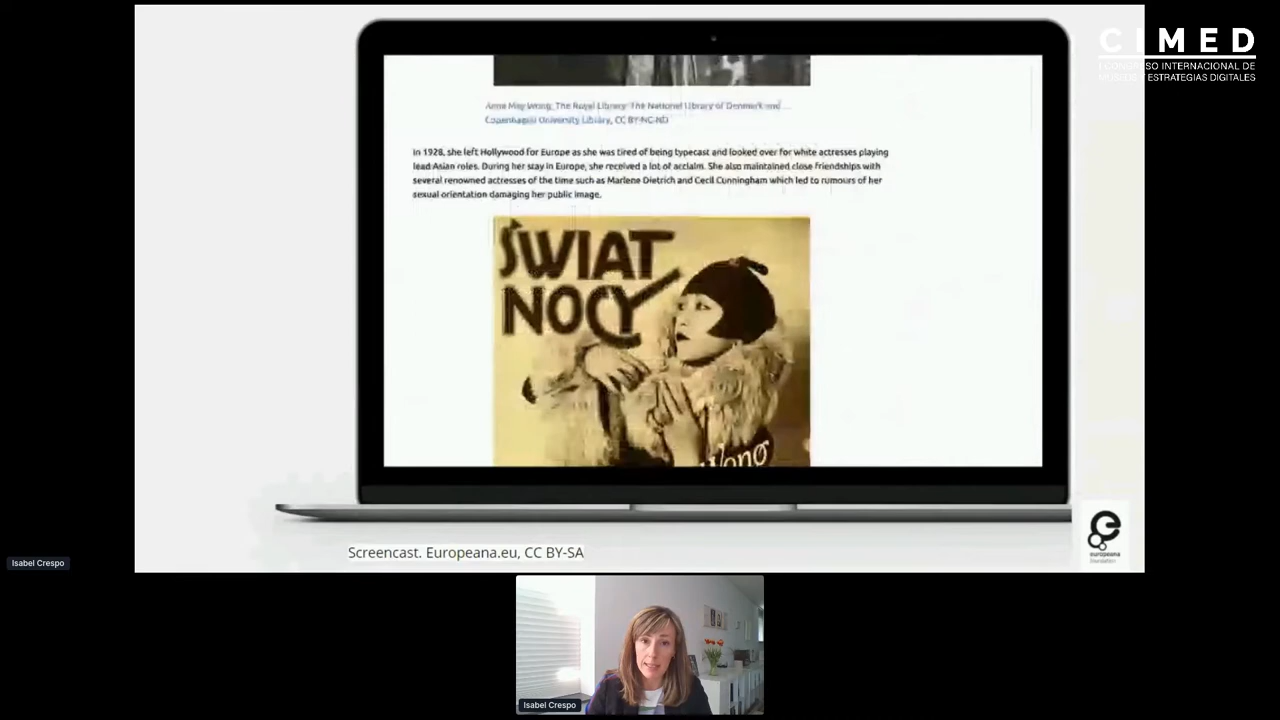 CIMED
CONGRESO INTERNACIONAL DE
MUSEOS Y ESTRATEGIAS DIGITALES
Anna May Wong, The Royal Library: The National Library of Denmark and ...
Copenhagen University Library, CC BY-NC-ND
In 1928, she left Hollywood for Europe as she was tired of being typecast and looked over for white actresses playing
lead Asian roles. During her stay in Europe, she received a lot of acclaim. She also maintained close friendships with
several renowned actresses of the time such as Marlene Dietrich and Cecil Cunningham which led to rumours of her
sexual orientation damaging her public image.
ŚWIAT
NOCY
Wong
Screencast. Europeana.eu, CC BY-SA
europeana
foundation
Isabel Crespo
Isabel Crespo